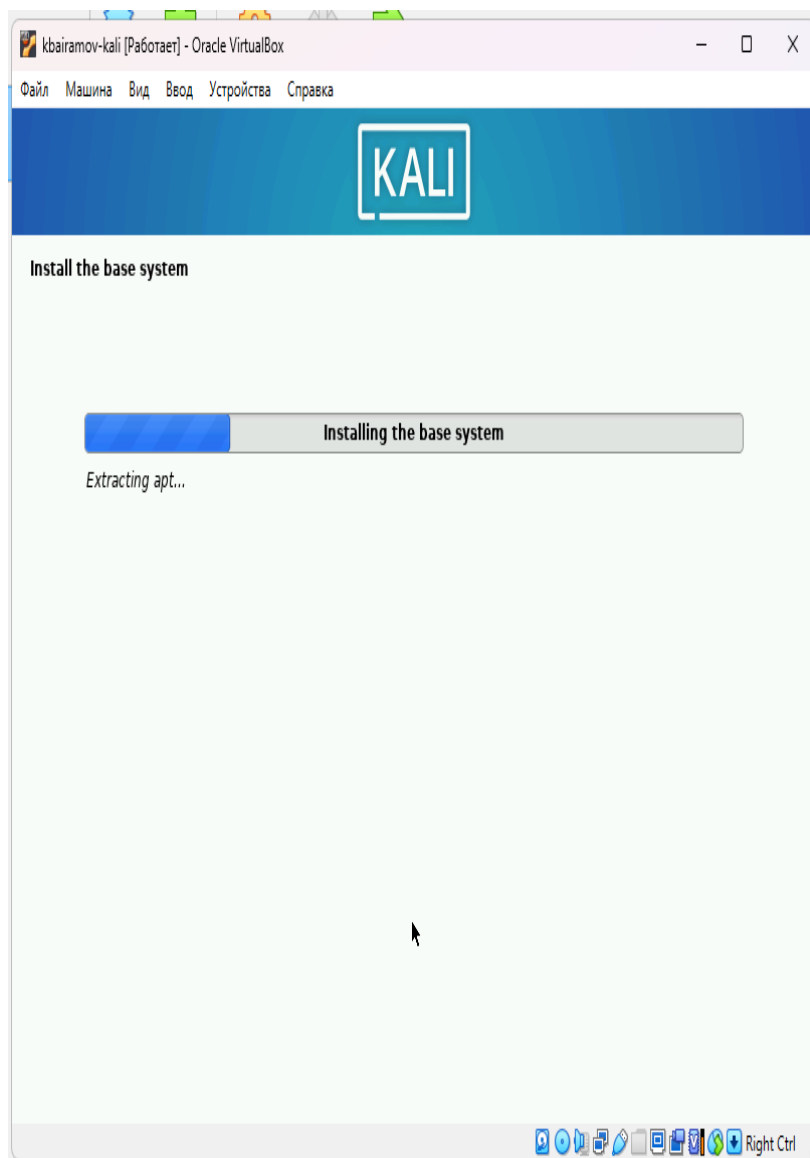 kbairamov-kali [Работает] - Oracle VirtualBox
Файл Машина Вид Ввод Устройства Справка
KALI
Install the base system
Installing the base system
Extracting apt...
Right Ctrl